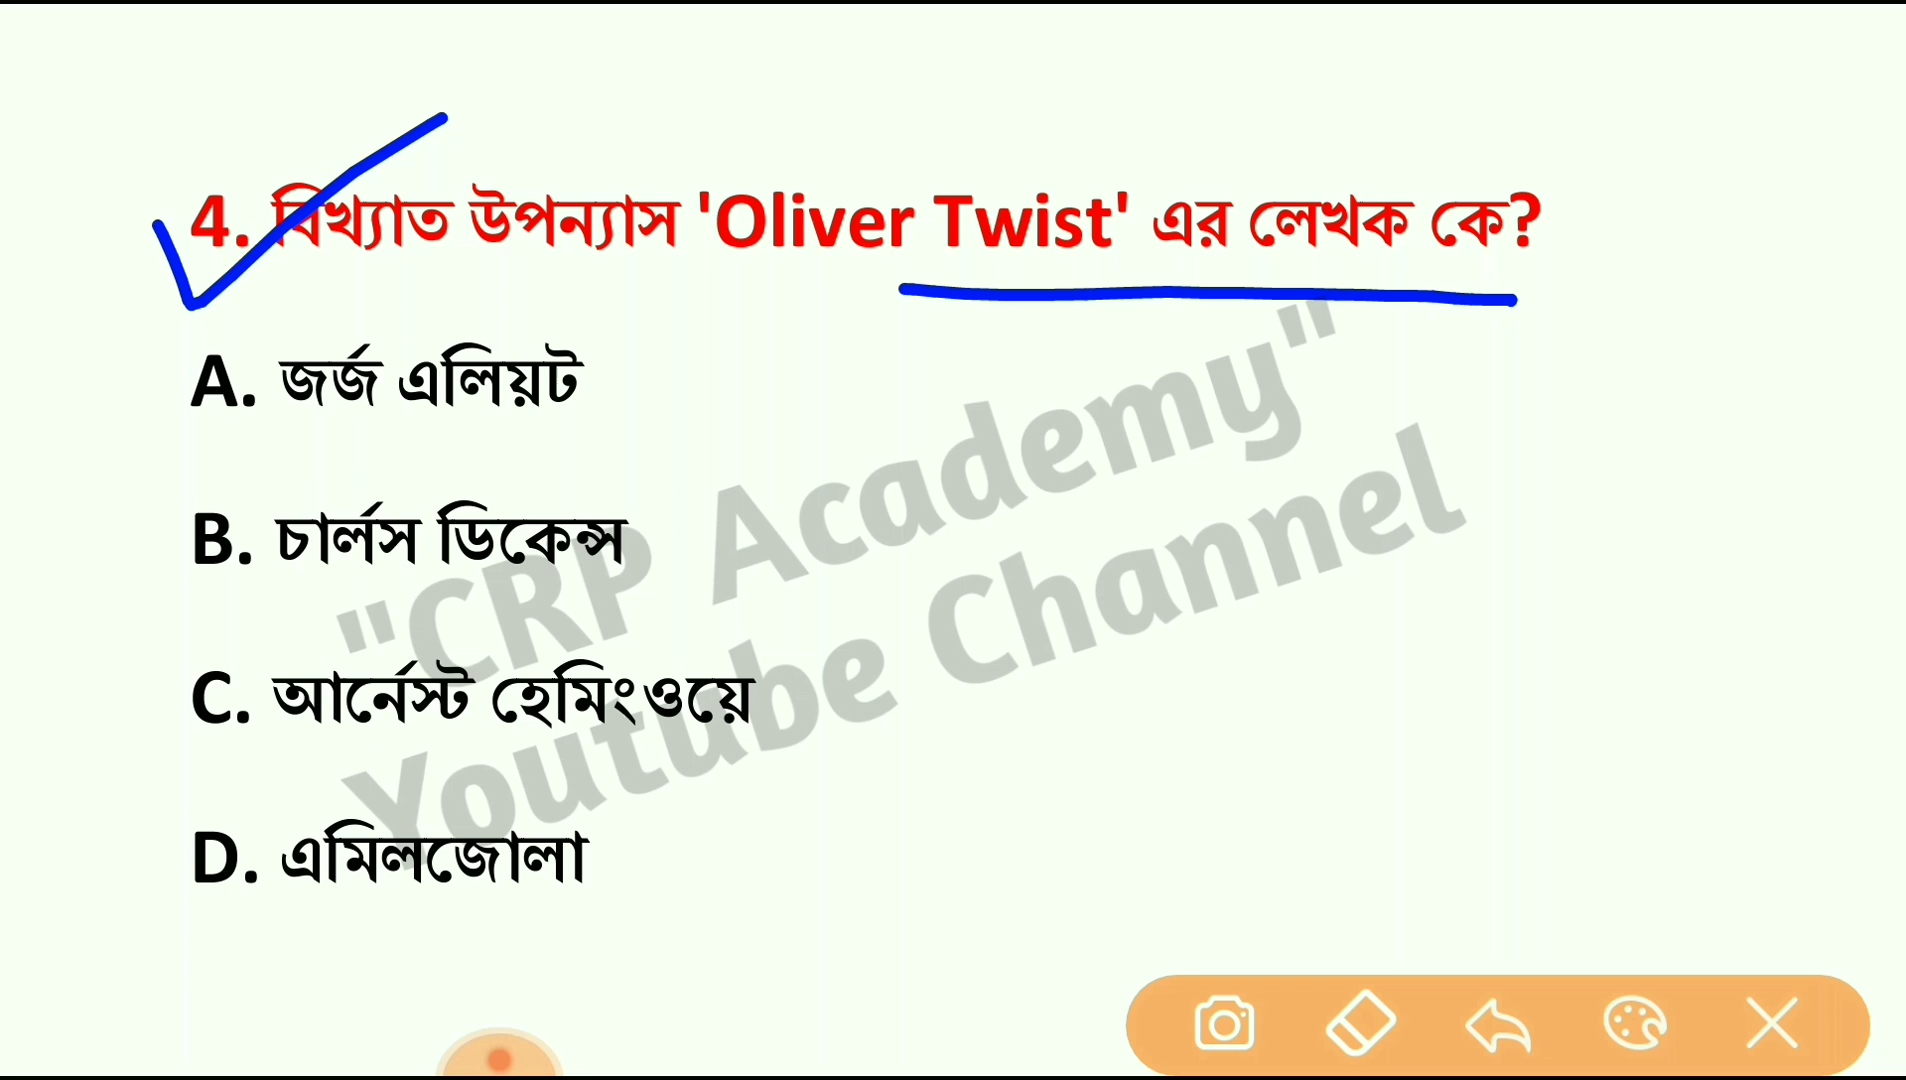 4. বিখ্যাত উপন্যাস 'Oliver Twist' এর লেখক কে?
A. জর্জ এলিয়ট
B. চার্লস ডিকেন্স
C. আর্নেস্ট হেমিংওয়ে
D. এমিলজোলা
"CRP Academy"
Youtube Channel